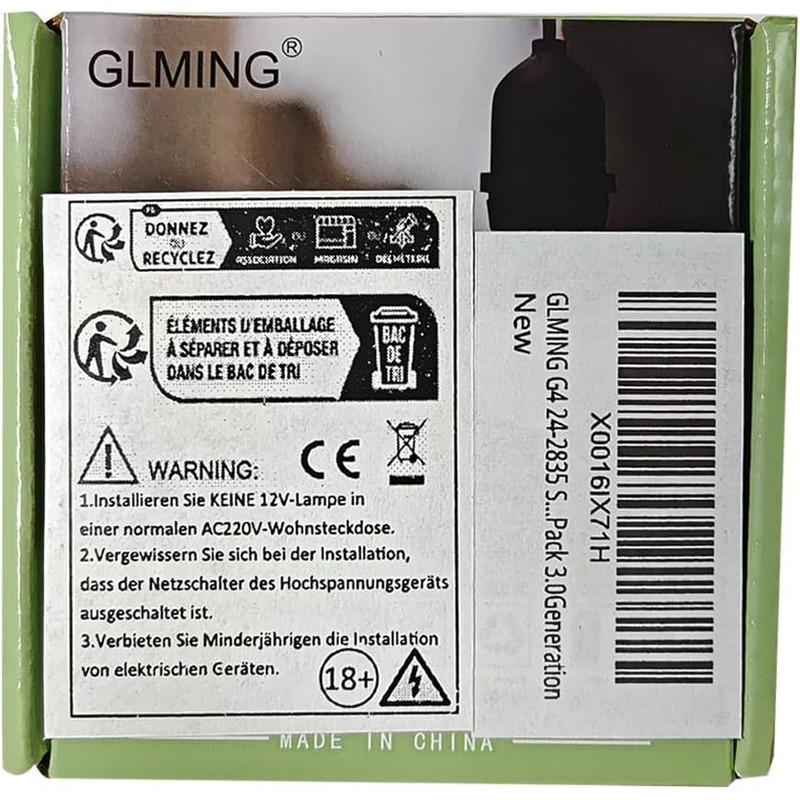 GLMING®
FR
DONNEZ
OU
RECYCLEZ
ASSOCIATION
OU
MAGASIN
OU
ÉLÉMENTS D'EMBALLAGE
À SÉPARER ET À DÉPOSER
DANS LE BAC DE TRI
BAC
DE
TRI
WARNING:
CE
1.Installieren Sie KEINE 12V-Lampe in
einer normalen AC220V-Wohnsteckdose.
2.Vergewissern Sie sich bei der Installation,
dass der Netzschalter des Hochspannungsgeräts
ausgeschaltet ist.
3.Verbieten Sie Minderjährigen die Installation
von elektrischen Geräten.
18+
X0016IX71H
GLMING G4 24-2835 S...Pack 3.0Generation
New
MADE IN CHINA